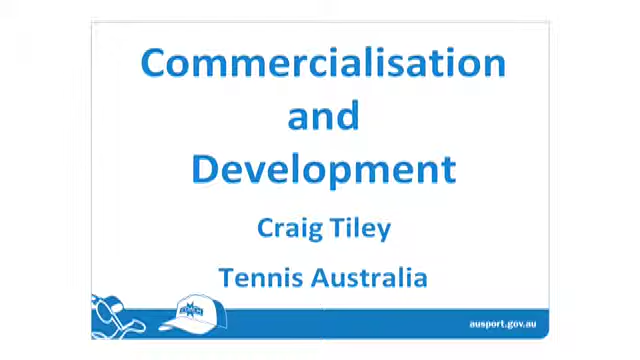 Commercialisation
and
Development
Craig Tiley
Tennis Australia
ausport.gov.au